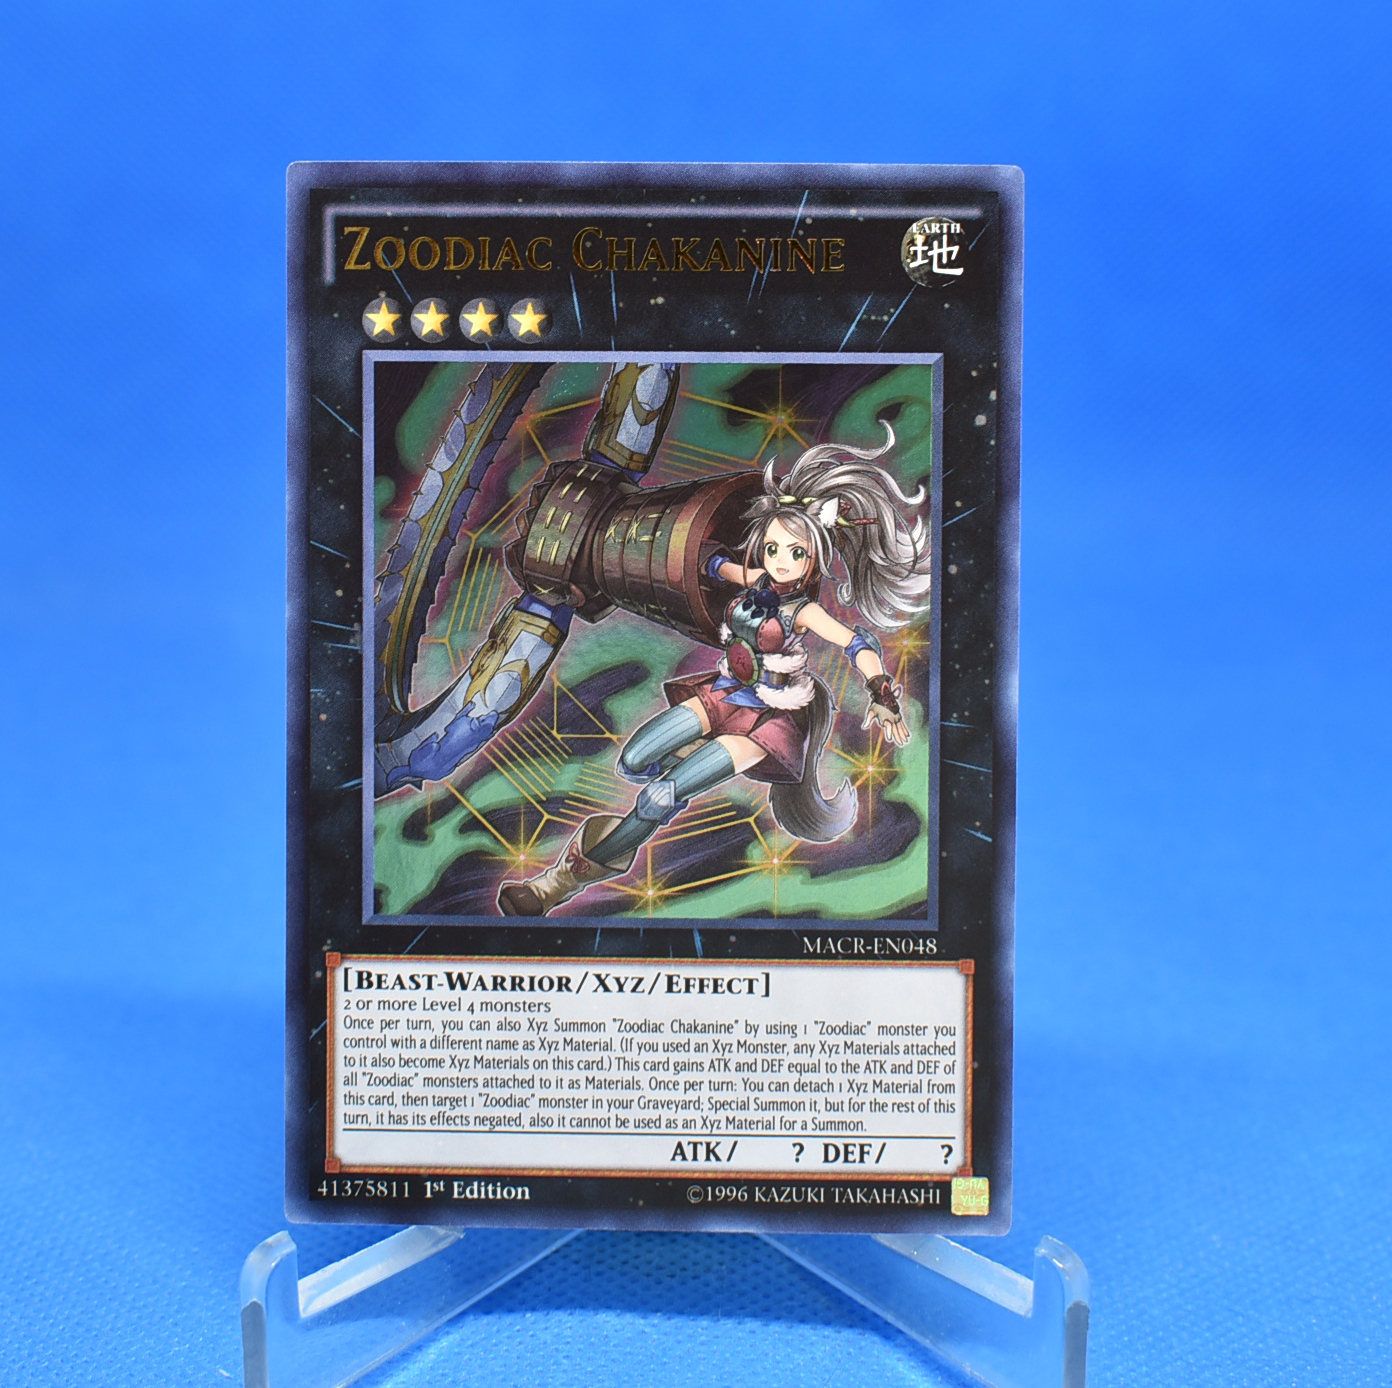 ZOODIAC CHAKANINE
EARTH
地
MACR-EN048
[BEAST-WARRIOR/XYZ/EFFECT]
2 or more Level 4 monsters
Once per turn, you can also Xyz Summon "Zoodiac Chakanine" by using 1 "Zoodiac" monster you
control with a different name as Xyz Material. (If you used an Xyz Monster, any Xyz Materials attached
to it also become Xyz Materials on this card.) This card gains ATK and DEF equal to the ATK and DEF of
all "Zoodiac" monsters attached to it as Materials. Once per turn: You can detach 1 Xyz Material from
this card, then target 1 "Zoodiac" monster in your Graveyard; Special Summon it, but for the rest of this
turn, it has its effects negated, also it cannot be used as an Xyz Material for a Summon.
ATK/ ? DEF/ ?
41375811 1st Edition ©1996 KAZUKI TAKAHASHI